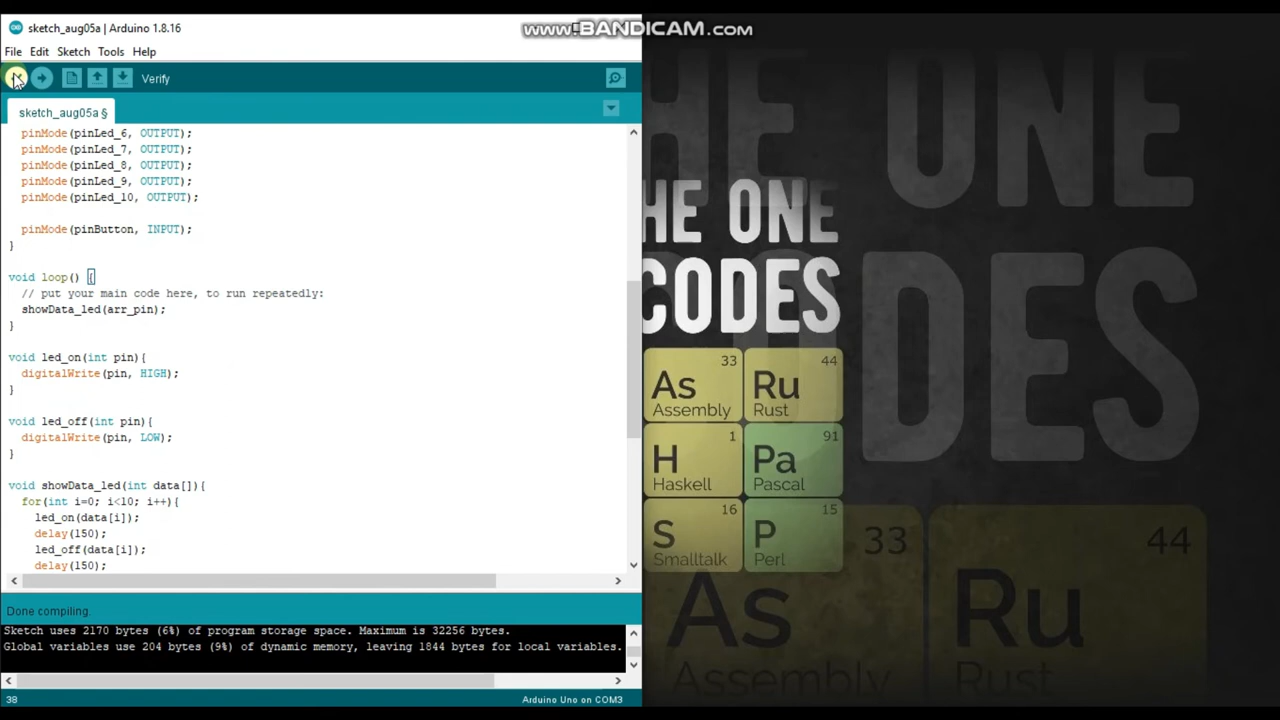 sketch_aug05a | Arduino 1.8.16
www.BANDICAM.com
File Edit Sketch Tools Help
Verify
sketch_aug05a §
pinMode(pinLed_6, OUTPUT);
pinMode(pinLed_7, OUTPUT);
pinMode(pinLed_8, OUTPUT);
pinMode(pinLed_9, OUTPUT);
pinMode(pinLed_10, OUTPUT);
pinMode(pinButton, INPUT);
}
void loop() {
// put your main code here, to run repeatedly:
showData_led(arr_pin);
}
void led_on(int pin){
digitalWrite(pin, HIGH);
}
void led_off(int pin){
digitalWrite(pin, LOW);
}
void showData_led(int data[]){
for(int i=0; i<10; i++){
led_on(data[i]);
delay(150);
led_off(data[i]);
delay(150);
Done compiling.
Sketch uses 2170 bytes (6%) of program storage space. Maximum is 32256 bytes.
Global variables use 204 bytes (9%) of dynamic memory, leaving 1844 bytes for local variables.
38
Arduino Uno on COM3
HE ONE
CODES
33
As
Assembly
44
Ru
Rust
1
H
Haskell
91
Pa
Pascal
16
S
Smalltalk
15
P
Perl
HE ONE
DES
33
As
Assembly
44
Ru
Rust